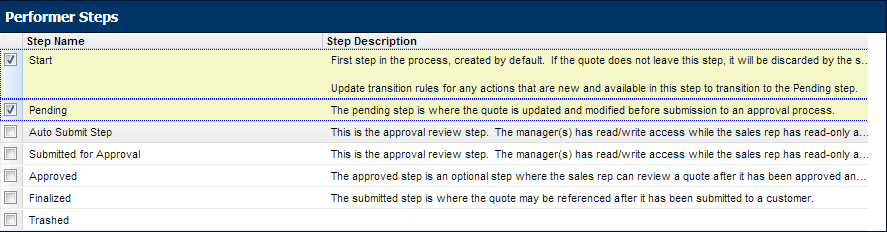 Performer Steps
Step Name Step Description
Start First step in the process, created by default. If the quote does not leave this step, it will be discarded by the s...
Update transition rules for any actions that are new and available in this step to transition to the Pending step.
Pending The pending step is where the quote is updated and modified before submission to an approval process.
Auto Submit Step This is the approval review step. The manager(s) has read/write access while the sales rep has read-only a...
Submitted for Approval This is the approval review step. The manager(s) has read/write access while the sales rep has read-only a...
Approved The approved step is an optional step where the sales rep can review a quote after it has been approved an...
Finalized The submitted step is where the quote may be referenced after it has been submitted to a customer.
Trashed